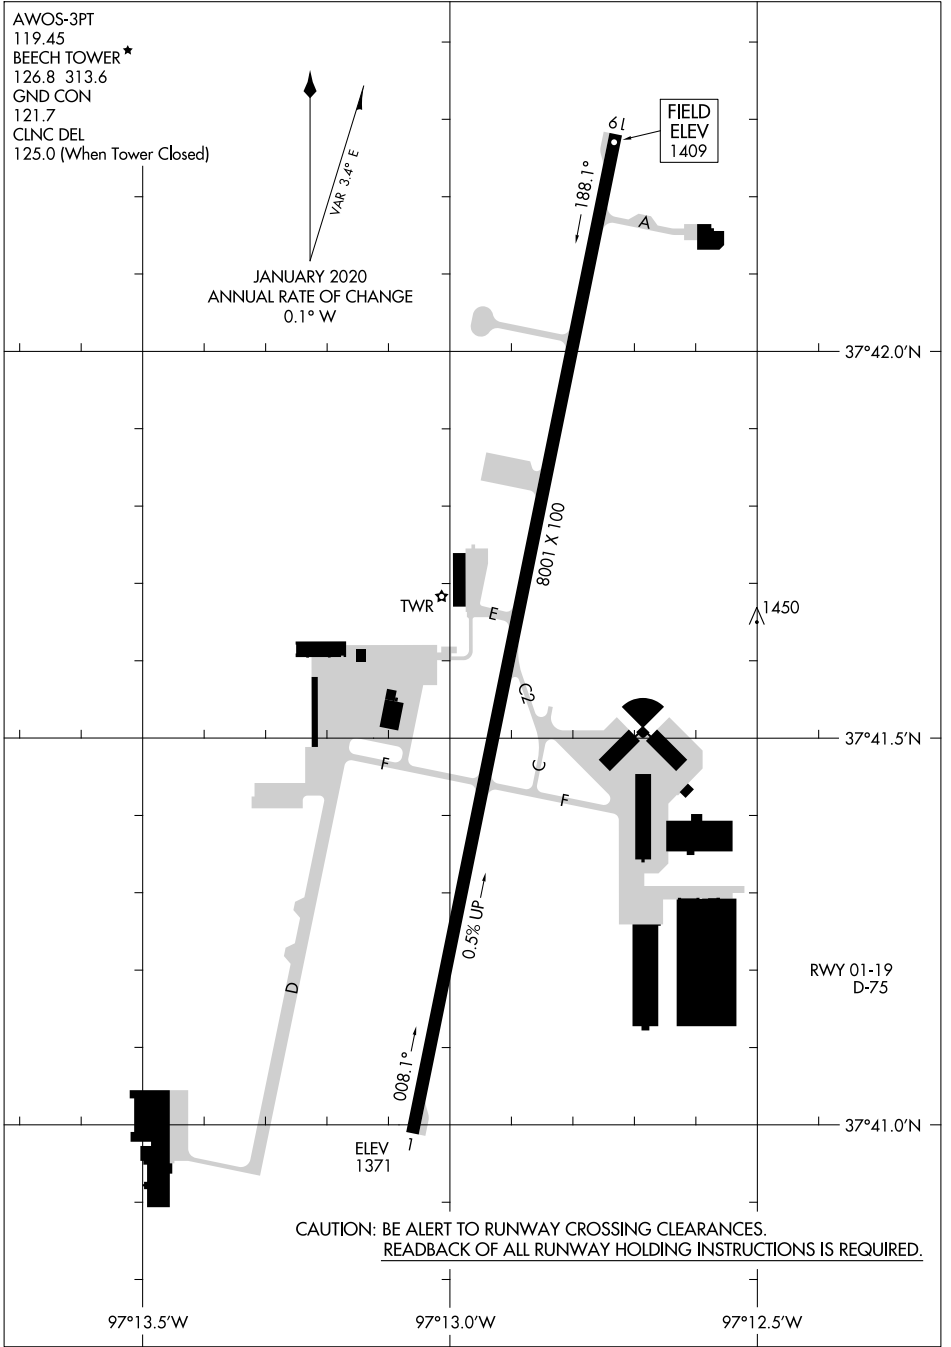 AWOS-3PT
119.45
BEECH TOWER★
126.8 313.6
GND CON
121.7
CLNC DEL
125.0 (When Tower Closed)
VAR 3.4° E
JANUARY 2020
ANNUAL RATE OF CHANGE
0.1° W
19
FIELD
ELEV
1409
188.1°
A
37°42.0'N
8001 X 100
TWR
E
1450
C2
37°41.5'N
F
C
F
0.5% UP
D
RWY 01-19
D-75
008.1°
37°41.0'N
1
ELEV
1371
CAUTION: BE ALERT TO RUNWAY CROSSING CLEARANCES.
READBACK OF ALL RUNWAY HOLDING INSTRUCTIONS IS REQUIRED.
97°13.5'W
97°13.0'W
97°12.5'W